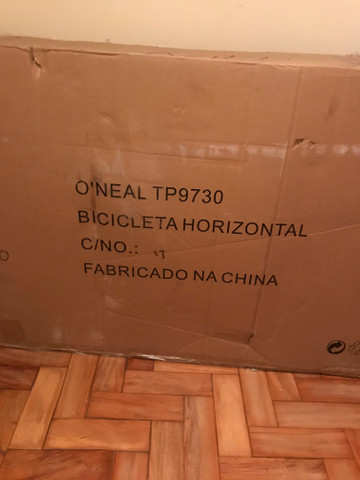 O'NEAL TP9730
BICICLETA HORIZONTAL
C/NO.:
FABRICADO NA CHINA